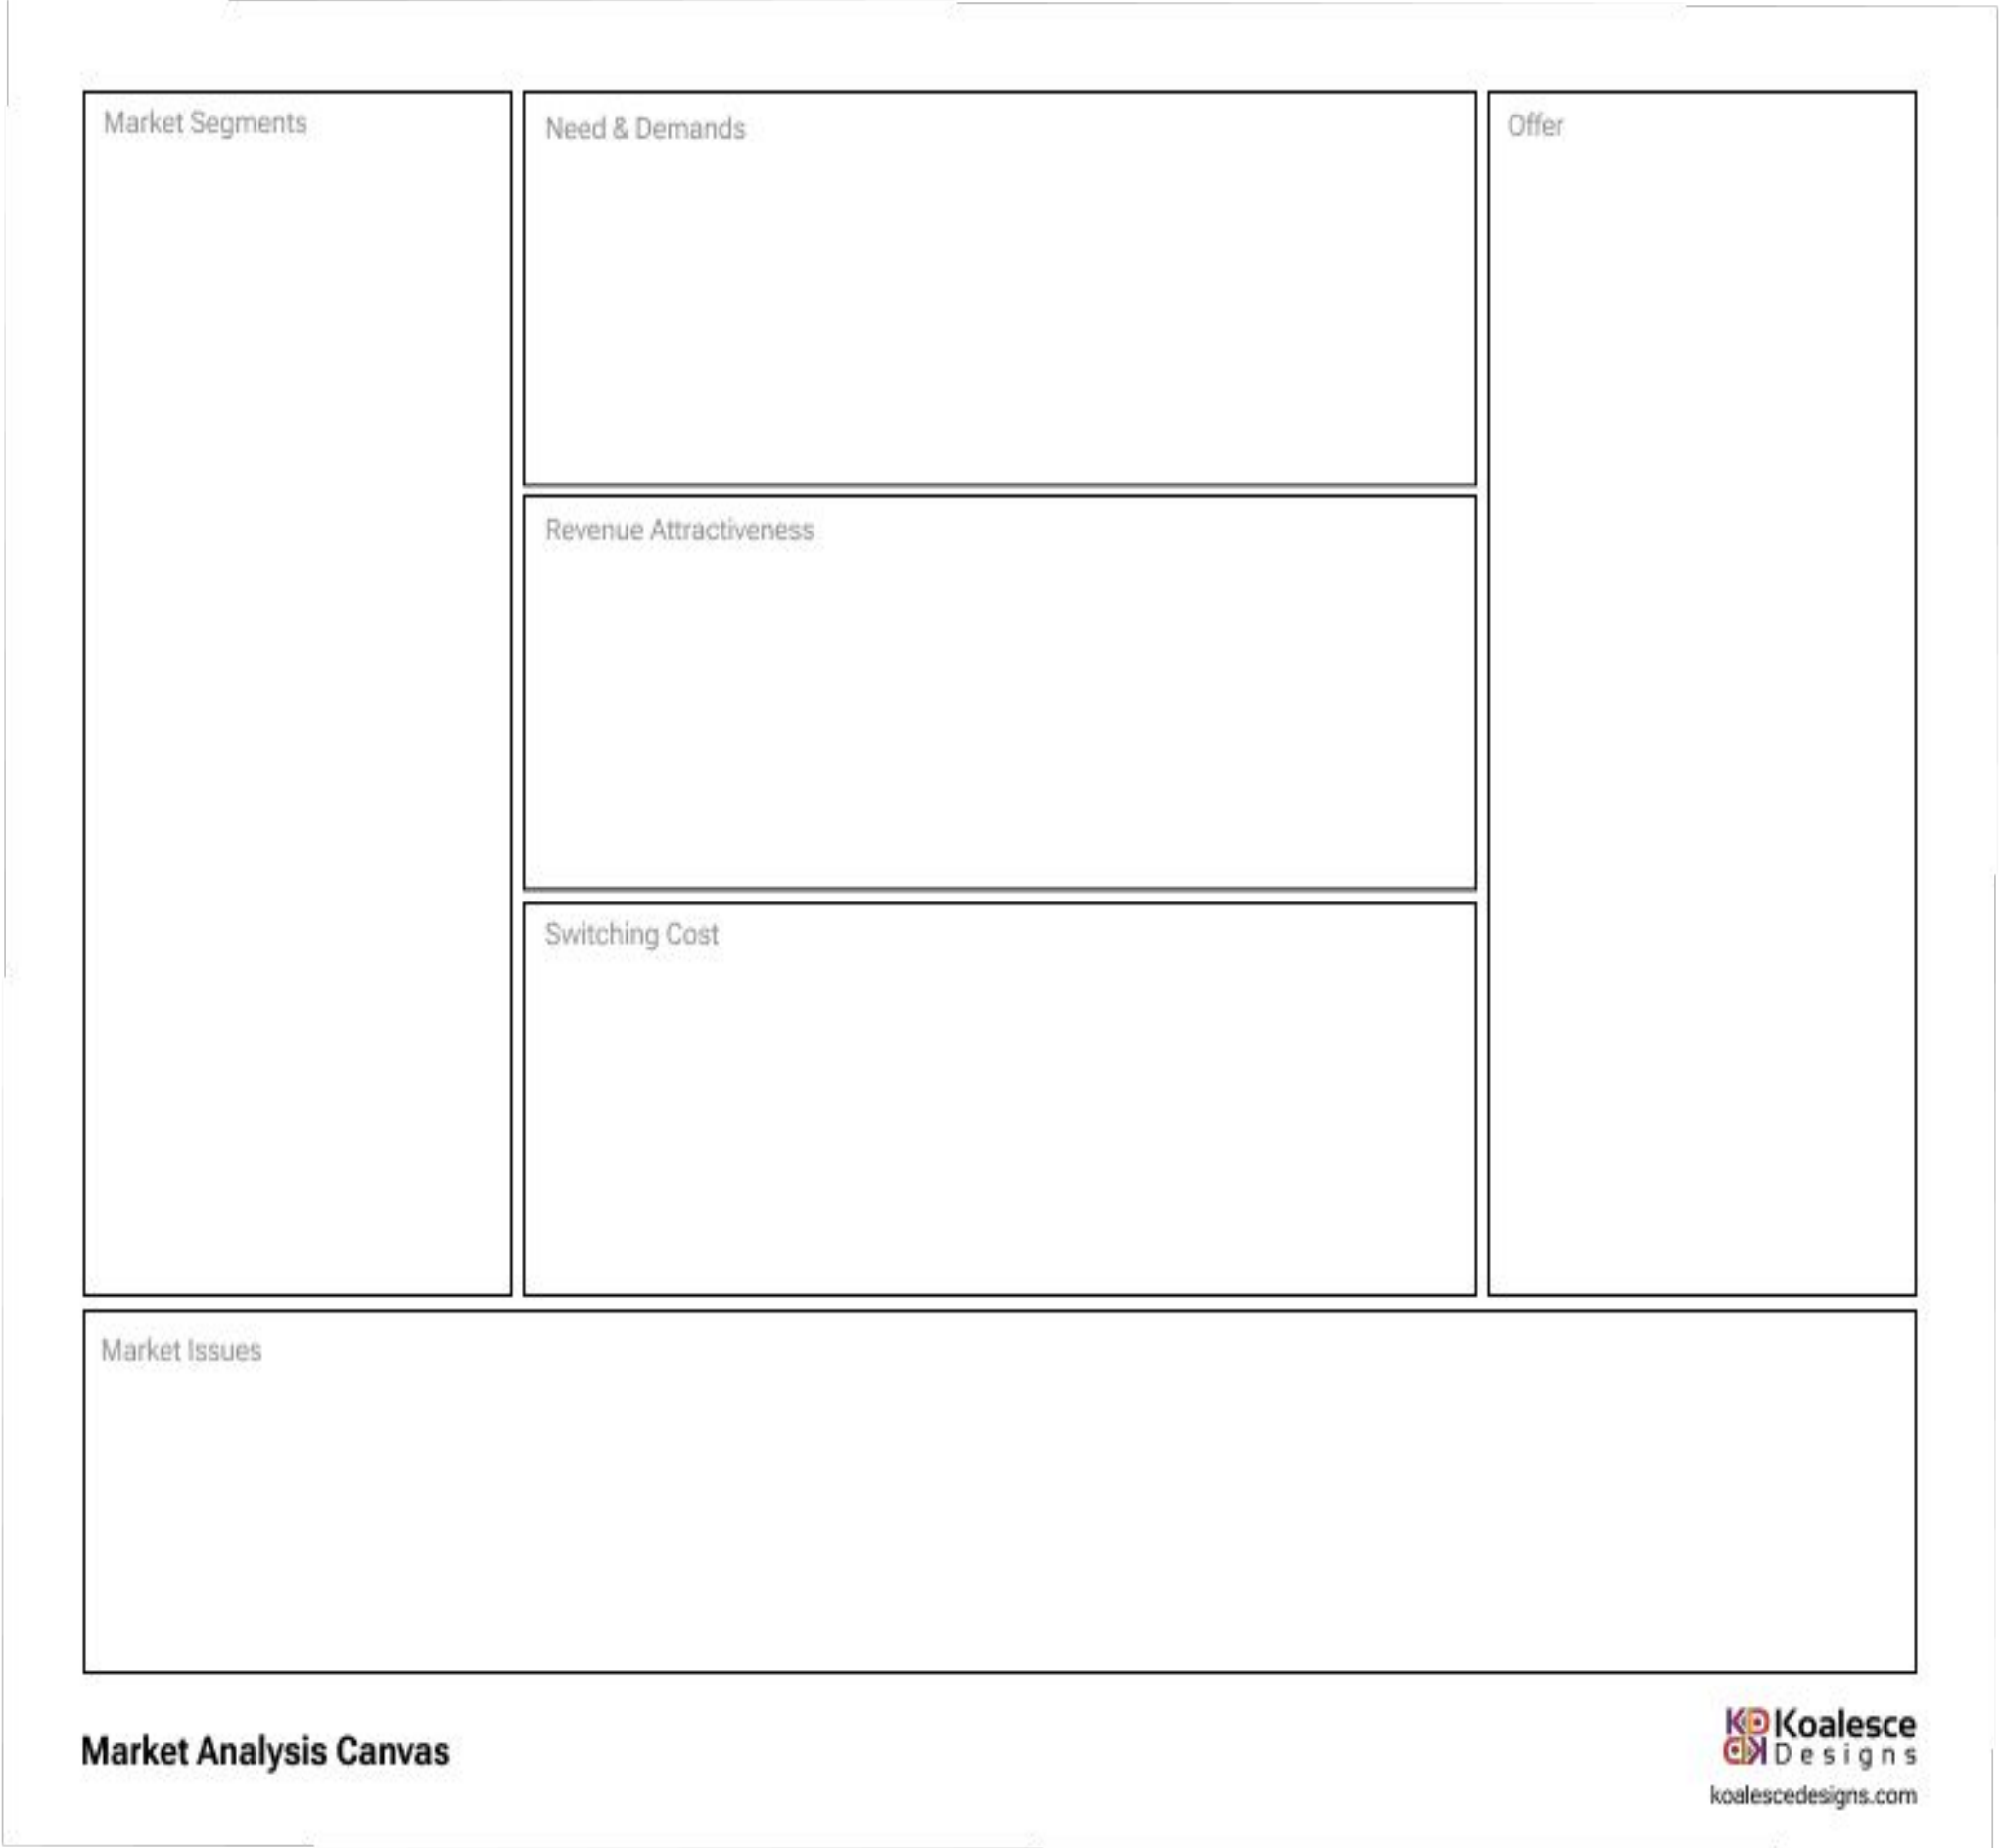 Market Segments
Need & Demands
Offer
Revenue Attractiveness
Switching Cost
Market Issues
Market Analysis Canvas
Koalesce
Designs
koalescedesigns.com